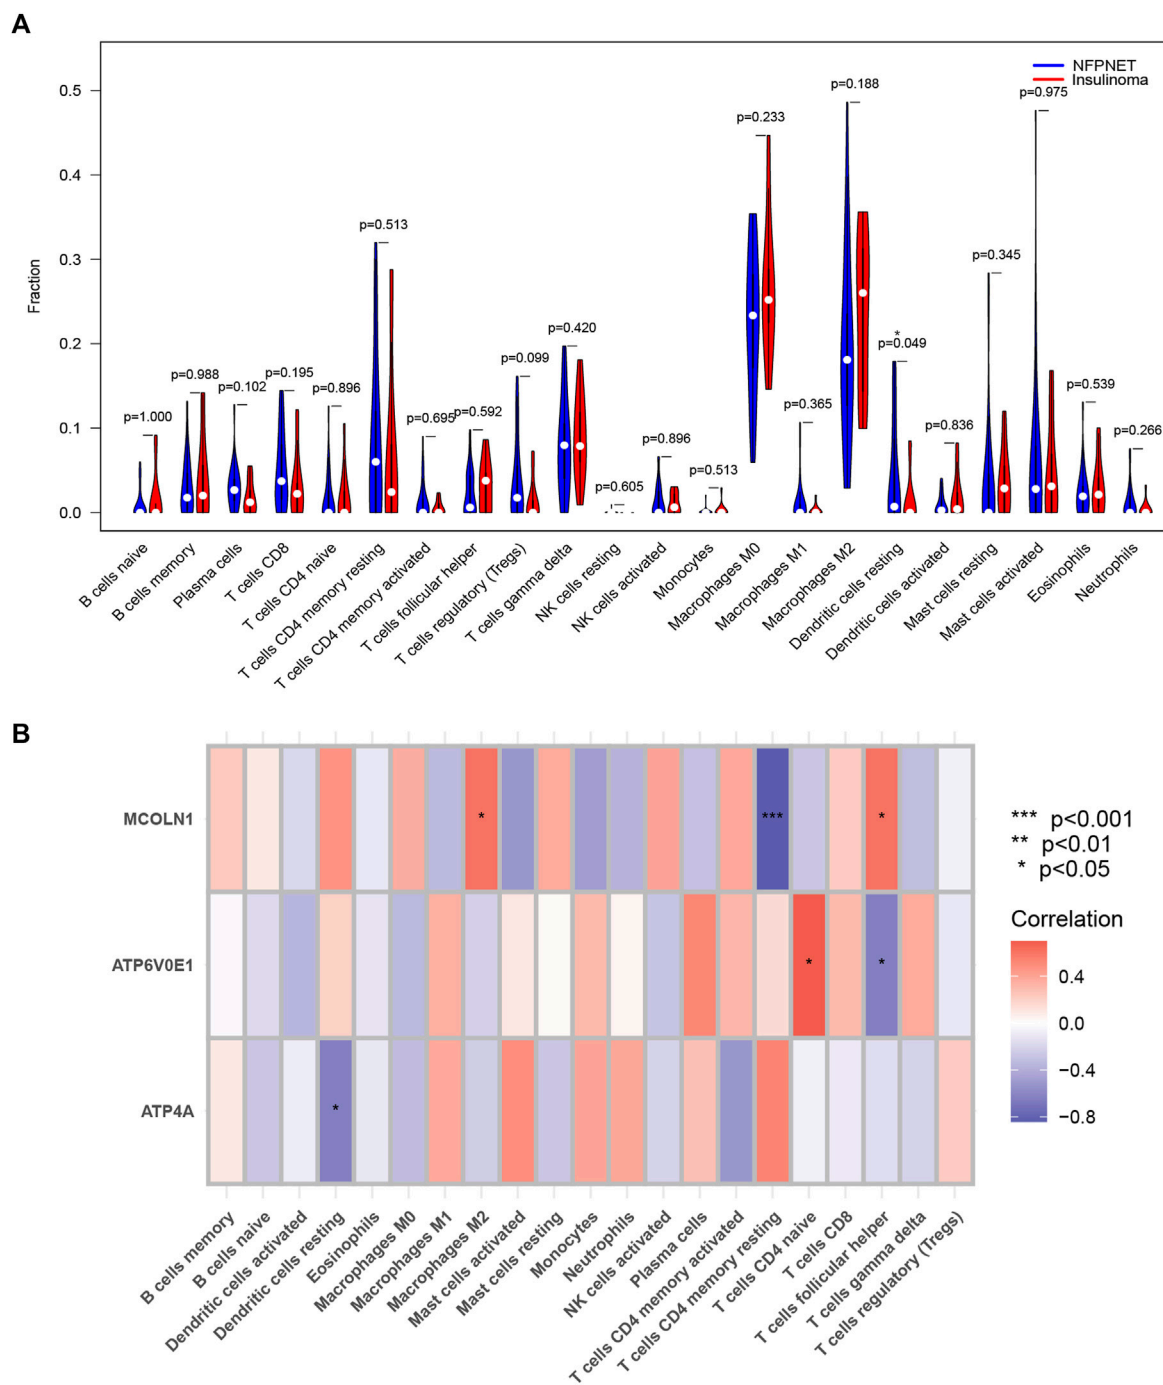 A
NFPNET
Insulinoma
Fraction
0.5
0.4
0.3
0.2
0.1
0.0
p=1.000
p=0.988
p=0.102
p=0.195
p=0.896
p=0.513
p=0.695
p=0.592
p=0.099
p=0.420
p=0.605
p=0.896
p=0.513
p=0.233
p=0.365
p=0.188
*
p=0.049
p=0.836
p=0.345
p=0.975
p=0.539
p=0.266
B cells naive
B cells memory
Plasma cells
T cells CD8
T cells CD4 naive
T cells CD4 memory resting
T cells CD4 memory activated
T cells follicular helper
T cells regulatory (Tregs)
T cells gamma delta
NK cells resting
NK cells activated
Monocytes
Macrophages M0
Macrophages M1
Macrophages M2
Dendritic cells resting
Dendritic cells activated
Mast cells resting
Mast cells activated
Eosinophils
Neutrophils
B
MCOLN1
* *** *
ATP6V0E1
* *
ATP4A
*
*** p<0.001
** p<0.01
* p<0.05
Correlation
0.4
0.0
−0.4
−0.8
B cells memory
B cells naive
Dendritic cells activated
Dendritic cells resting
Eosinophils
Macrophages M0
Macrophages M1
Macrophages M2
Mast cells activated
Mast cells resting
Monocytes
Neutrophils
NK cells activated
Plasma cells
T cells CD4 memory activated
T cells CD4 memory resting
T cells CD4 naive
T cells CD8
T cells follicular helper
T cells gamma delta
T cells regulatory (Tregs)